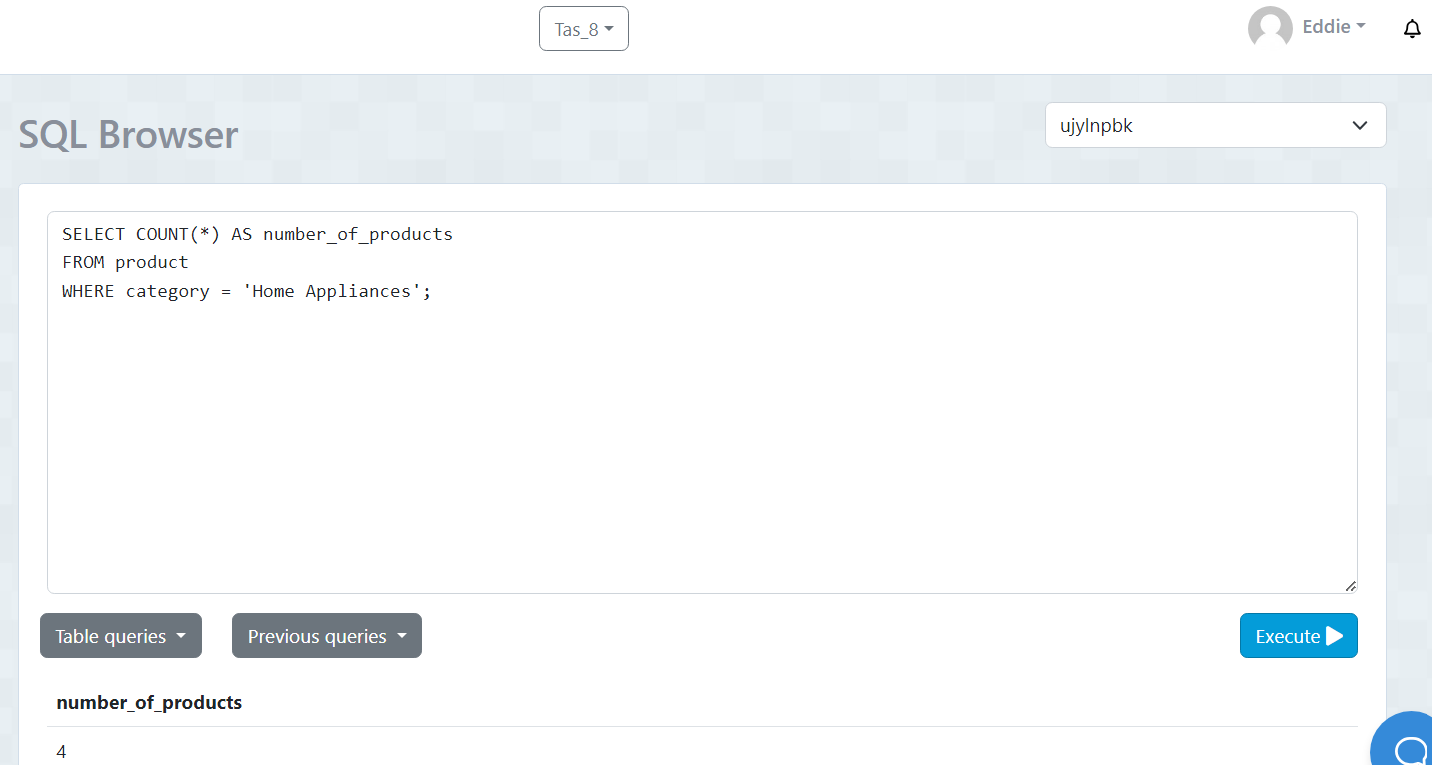 Tas_8
Eddie
SQL Browser
ujylnpbk
SELECT COUNT(*) AS number_of_products
FROM product
WHERE category = 'Home Appliances';
Table queries
Previous queries
Execute
number_of_products
4